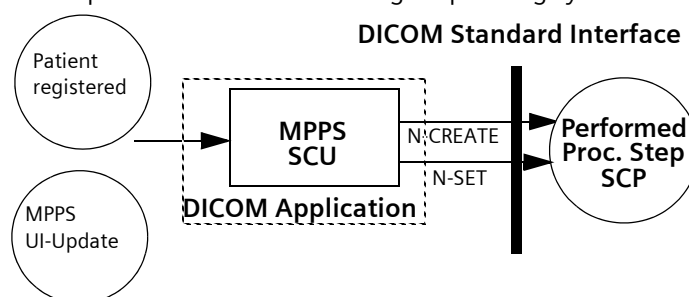 DICOM Standard Interface
Patient
registered
MPPS
SCU
N-CREATE
N-SET
Performed
Proc. Step
SCP
DICOM Application
MPPS
UI-Update